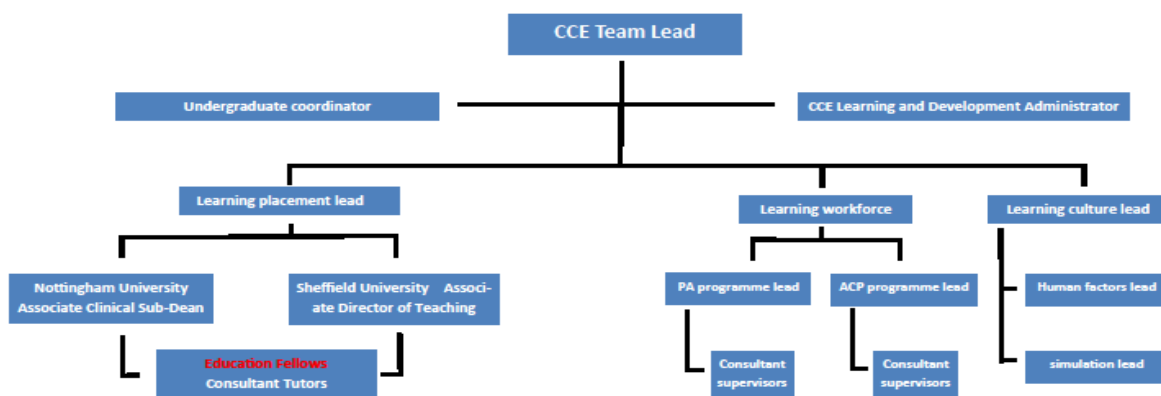 CCE Team Lead
Undergraduate coordinator
CCE Learning and Development Administrator
Learning placement lead
Learning workforce
Learning culture lead
Nottingham University
Associate Clinical Sub-Dean
Sheffield University Associ-
ate Director of Teaching
PA programme lead
ACP programme lead
Human factors lead
Education Fellows
Consultant Tutors
Consultant
supervisors
Consultant
supervisors
simulation lead